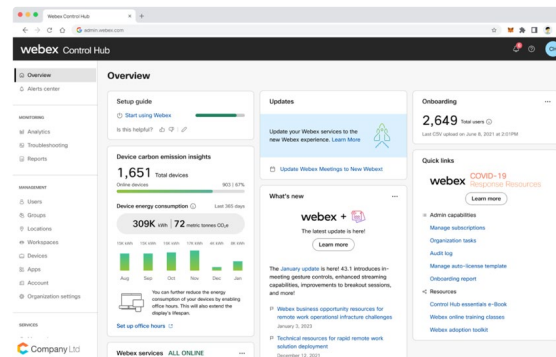 Webex Control Hub
admin.webex.com
webex Control Hub
Overview
Alerts center
MONITORING
Analytics
Troubleshooting
Reports
MANAGEMENT
Users
Groups
Locations
Workspaces
Devices
Apps
Account
Organization settings
SERVICES
Company Ltd
Overview
Setup guide
Start using Webex
Is this helpful?
Device carbon emission insights
1,651 Total devices
Online devices 903 | 67%
Device energy consumption Last 365 days
309K kWh | 72 metric tonnes CO₂e
Aug Sep Oct Nov Dec Jan
You can further reduce the energy
consumption of your devices by enabling
office hours. This will also extend the
display's lifespan.
Set up office hours
Webex services ALL ONLINE
Updates
Update your Webex services to the
new Webex experience. Learn More
Update Webex Meetings to New Webex!
What's new
webex +
The latest update is here!
Learn more
The January update is here! 43.1 Introduces in-
meeting gesture controls, enhanced streaming
capabilities, improvements to breakout sessions,
and more!
Webex business opportunity resources for
remote work operational infracture challenges
January 3, 2023
Technical resources for rapid remote work
solution deployment
December 13, 2021
Onboarding
2,649 Total users
Last CSV upload on June 8, 2021 at 2:01PM
Quick links
webex COVID-19
Response Resources
Learn more
Admin capabilities
Manage subscriptions
Organization tasks
Audit log
Manage auto-license template
Onboarding report
Resources
Control Hub essentials e-Book
Webex online training classes
Webex adoption toolkit